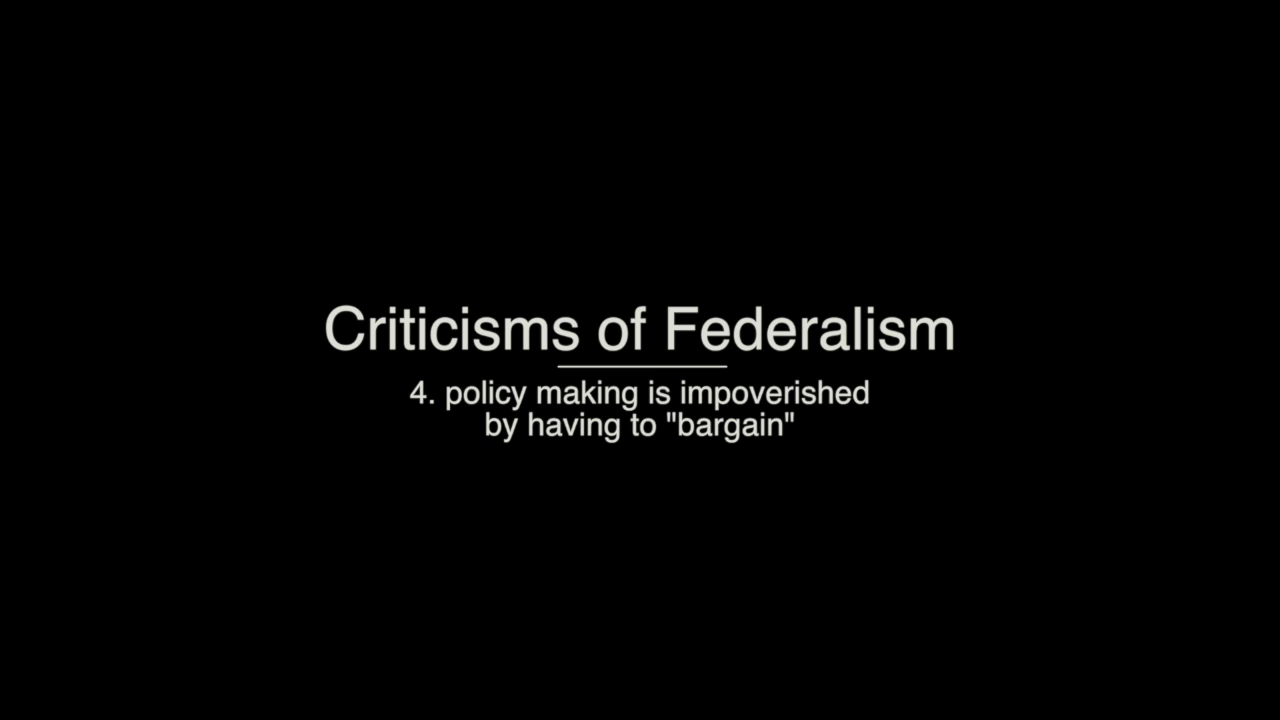 Criticisms of Federalism
4. policy making is impoverished
by having to "bargain"